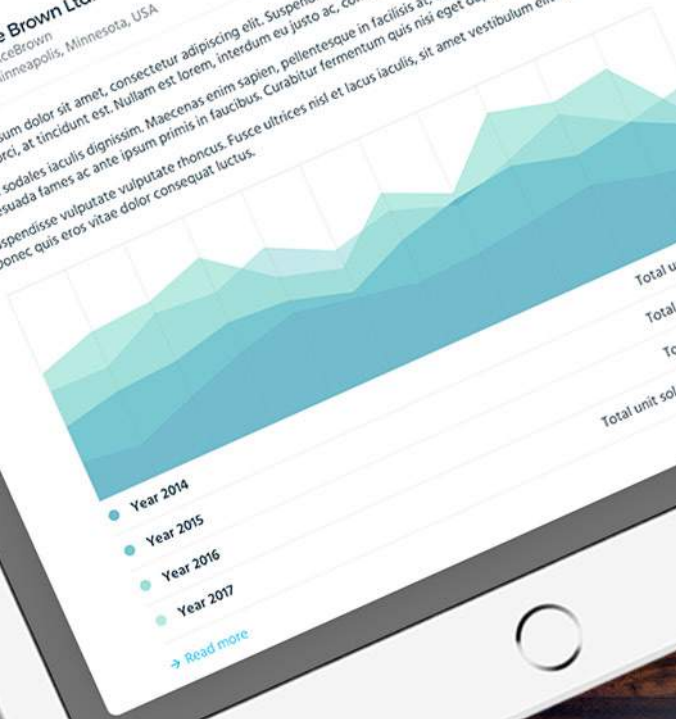 Brown Ltd.
ceBrown
inneapolis, Minnesota, USA
sum dolor sit amet, consectetur adipiscing elit.
at tincidunt est. Nullam est lorem, interdum eu justo ac,
sodales iaculis dignissim. Maecenas enim sapien, pellentesque in facilisis at,
esuada fames ac ante ipsum primis in faucibus. Curabitur fermentum quis nisi eget
spendisse vulputate vulputate rhoncus. Fusce ultrices nisl et lacus iaculis, sit amet vestibulum
onec quis eros vitae dolor consequat luctus.
Total u
Total
To
Total unit sol
Year 2014
Year 2015
Year 2016
Year 2017
→ Read more